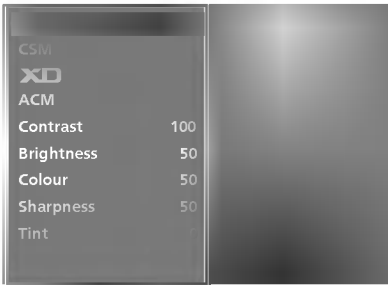 CSM
XD
ACM
Contrast 100
Brightness 50
Colour 50
Sharpness 50
Tint